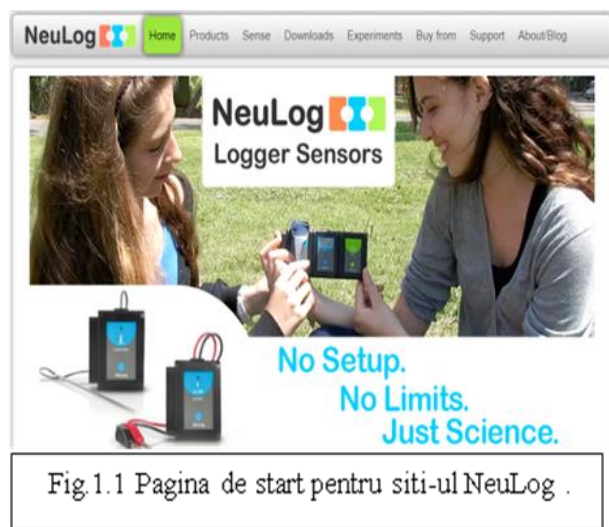 NeuLog
Home Products Sense Downloads Experiments Buy from Support About/Blog
NeuLog
Logger Sensors
No Setup.
No Limits.
Just Science.
Fig.1.1 Pagina de start pentru siti-ul NeuLog .